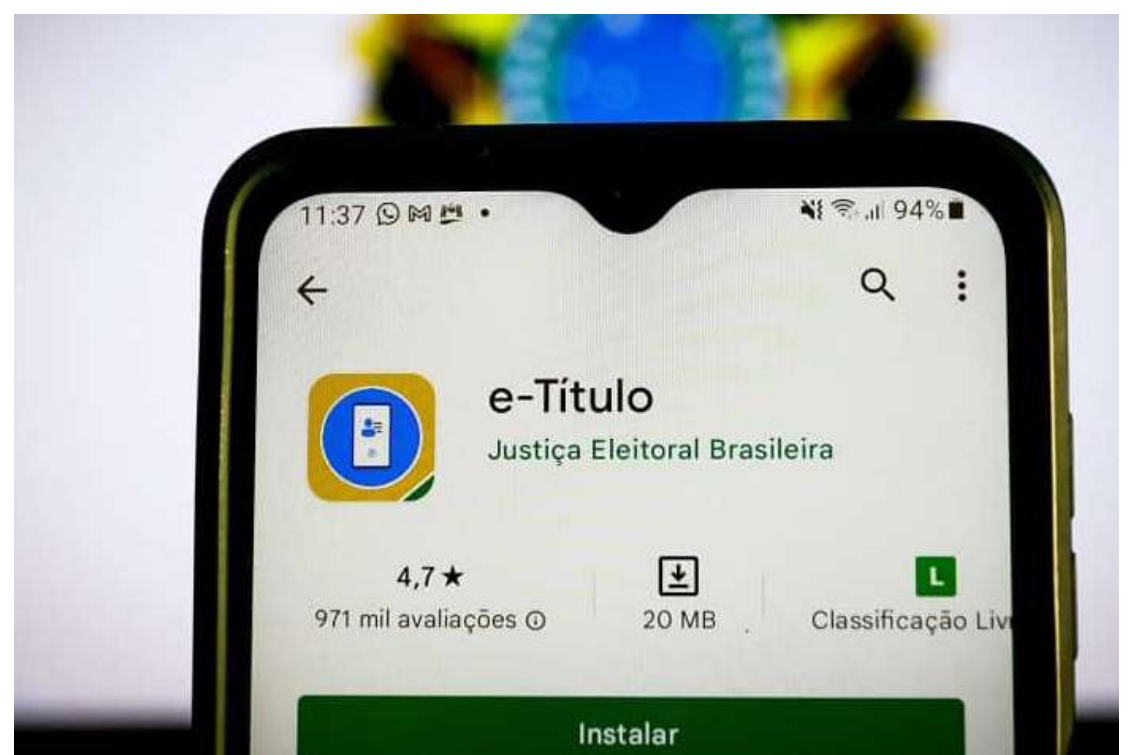 11:37 94%
e-Título
Justiça Eleitoral Brasileira
4,7 ★
971 mil avaliações
20 MB
L
Classificação Liv
Instalar